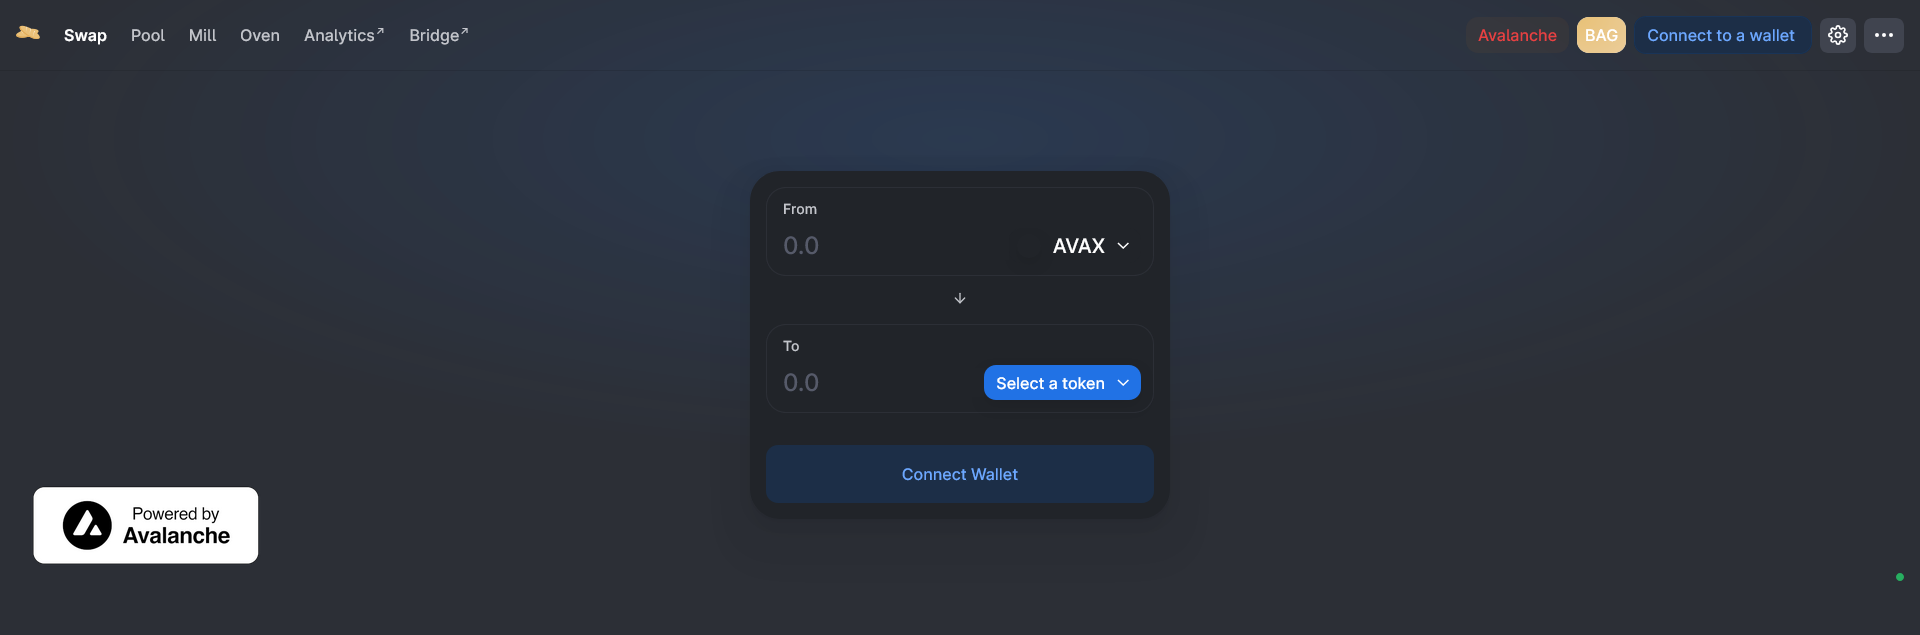 Swap Pool Mill Oven Analytics↗ Bridge↗ Avalanche BAG Connect to a wallet
From
0.0 AVAX
To
0.0 Select a token
Connect Wallet
Powered by
Avalanche